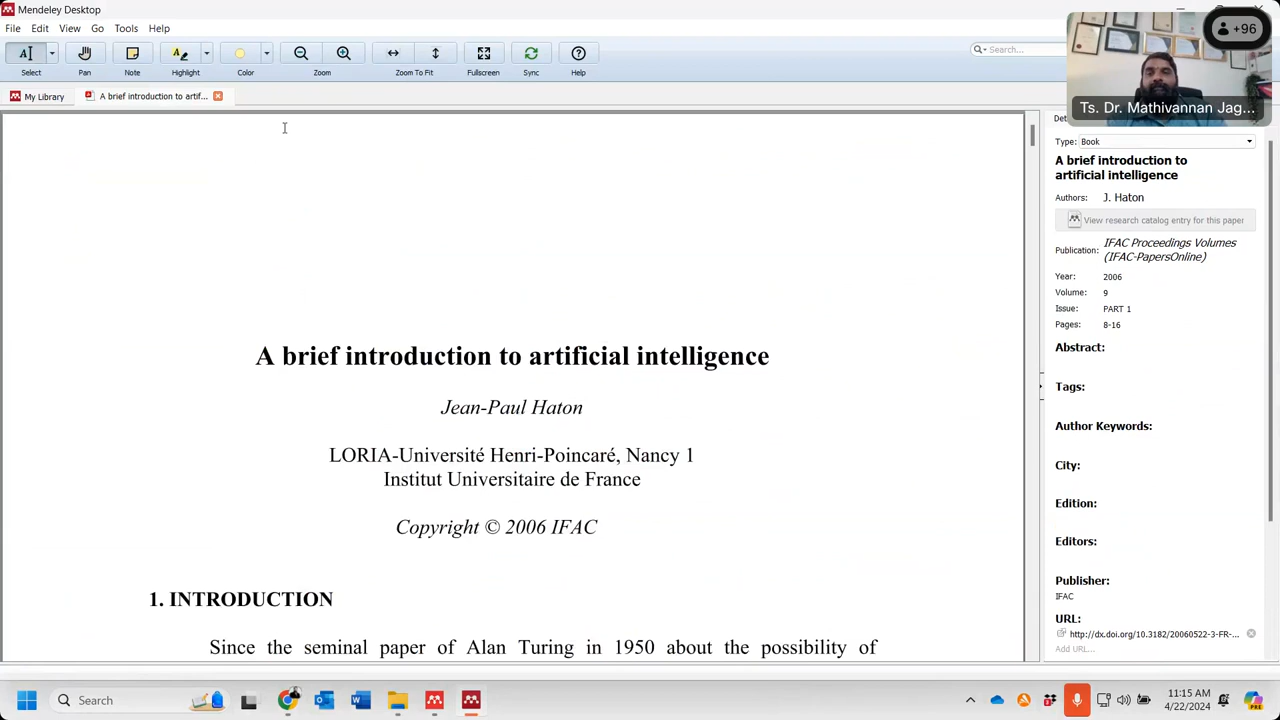 Mendeley Desktop
File Edit View Tools Help
+96
Select Pan Note Highlight Color Zoom Zoom To Fit Fullscreen Sync Help
Search...
Ts. Dr. Mathivannan Jag...
My Library A brief introduction to artif...
Type: Book
A brief introduction to
artificial intelligence
Authors: J. Haton
View research catalog entry for this paper
Publication: IFAC Proceedings Volumes
(IFAC-PapersOnline)
Year: 2006
Volume: 9
Issue: PART 1
Pages: 8-16
Abstract:
Tags:
Author Keywords:
City:
Edition:
Editors:
Publisher:
IFAC
URL:
http://dx.doi.org/10.3182/20060522-3-FR-...
Add URL...
A brief introduction to artificial intelligence
Jean-Paul Haton
LORIA-Université Henri-Poincaré, Nancy 1
Institut Universitaire de France
Copyright © 2006 IFAC
1. INTRODUCTION
Since the seminal paper of Alan Turing in 1950 about the possibility of
Search
11:15 AM
4/22/2024
PRE